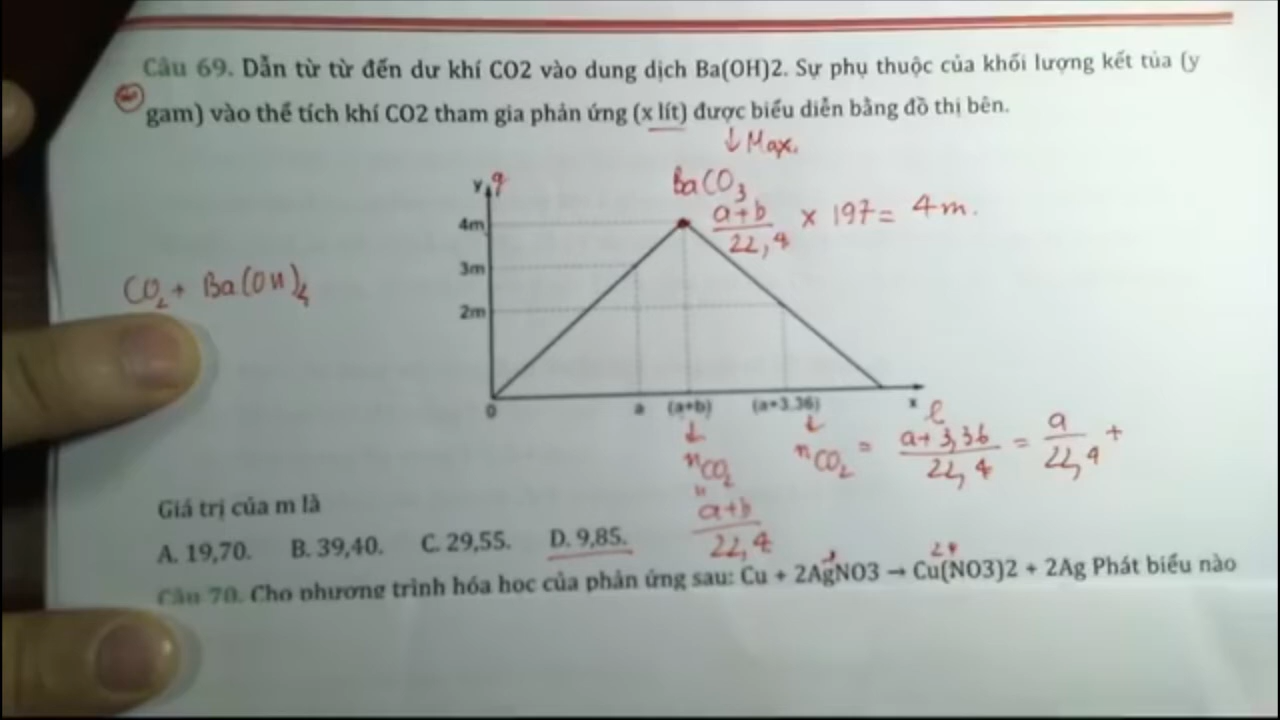 Câu 69. Dẫn từ từ đến dư khí CO2 vào dung dịch Ba(OH)2. Sự phụ thuộc của khối lượng kết tủa (y
gam) vào thể tích khí CO2 tham gia phản ứng (x lít) được biểu diễn bằng đồ thị bên.
↓ Max.
y
BaCO3
(a+b)/22,4 x 197 = 4m.
4m
3m
2m
CO2 + Ba(OH)2
0 a (a+b) (a+3.36) x l
↓ ↓
nCO2
nCO2 = (a+3,36)/22,4 = a/22,4 +
"
(a+b)/22,4
Giá trị của m là
A. 19,70. B. 39,40. C. 29,55. D. 9,85.
Câu 70. Cho phương trình hóa học của phản ứng sau: Cu + 2AgNO3 → Cu(NO3)2 + 2Ag Phát biểu nào